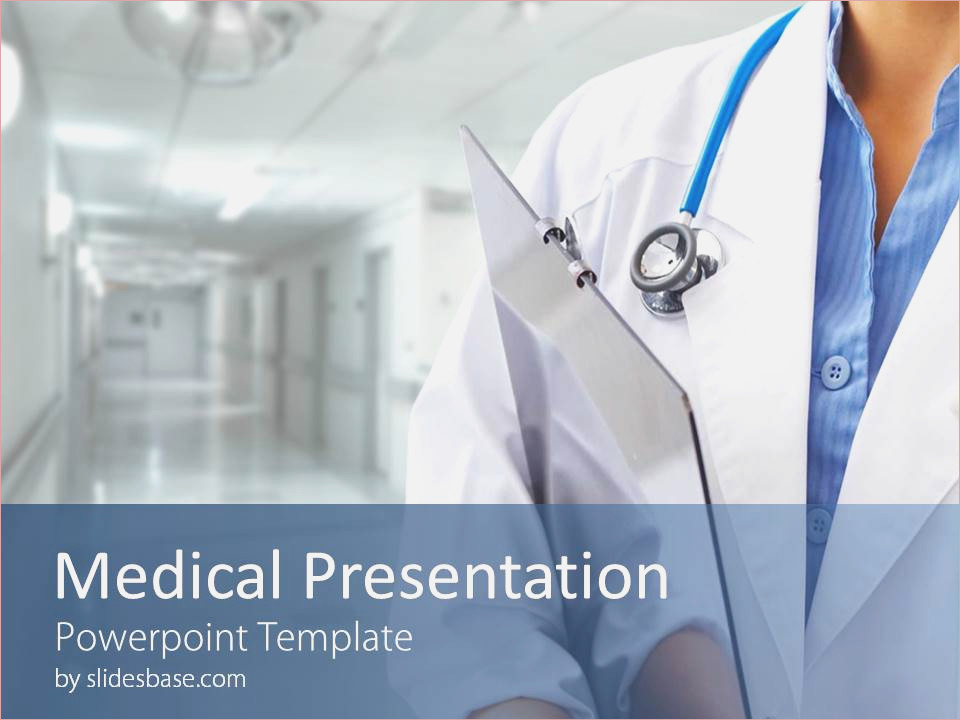 Medical Presentation
Powerpoint Template
by slidesbase.com